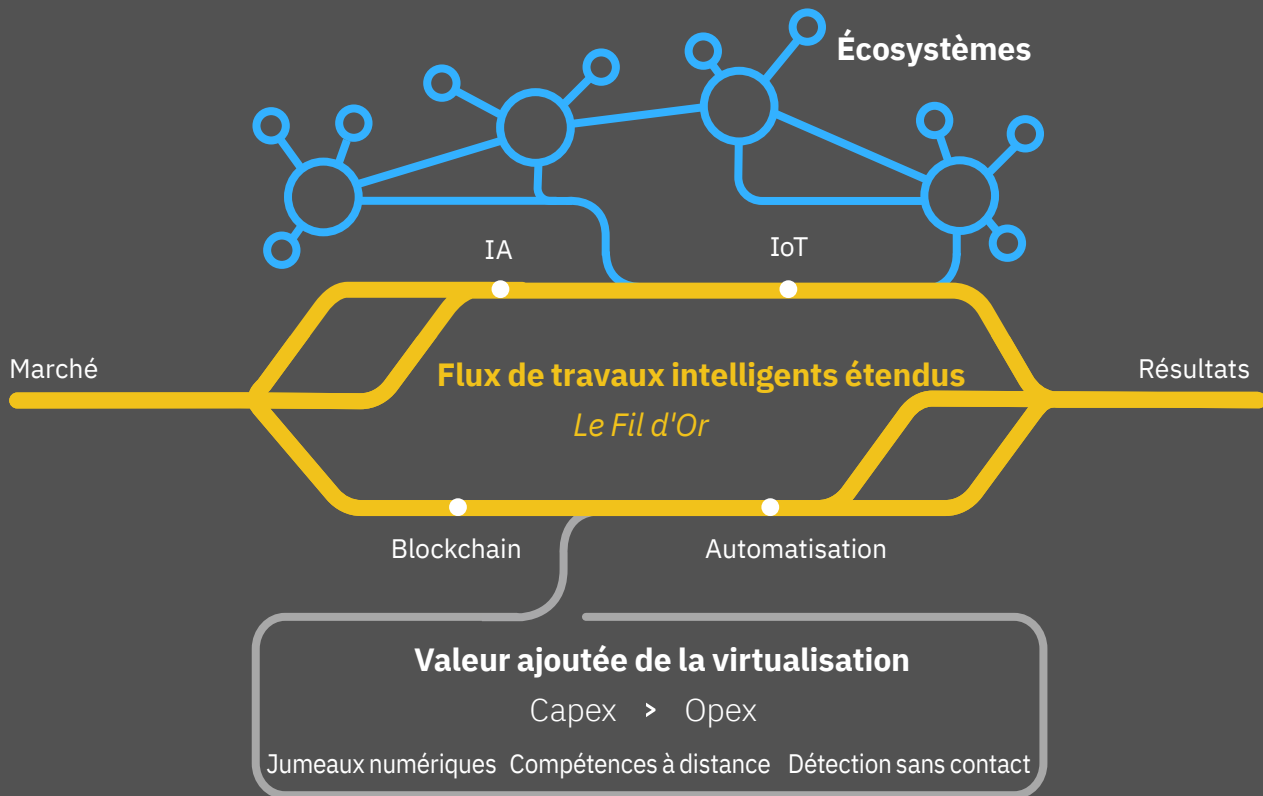 Écosystèmes
IA
IoT
Marché
Flux de travaux intelligents étendus
Résultats
Le Fil d'Or
Blockchain
Automatisation
Valeur ajoutée de la virtualisation
Capex > Opex
Jumeaux numériques Compétences à distance Détection sans contact